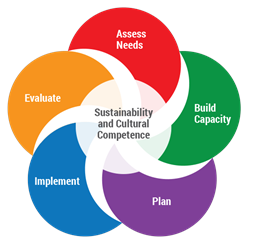 Assess
Needs
Build
Capacity
Plan
Implement
Evaluate
Sustainability
and Cultural
Competence